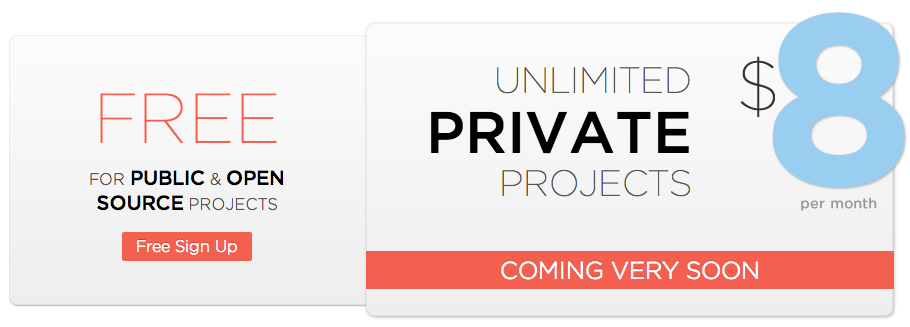 FREE
FOR PUBLIC & OPEN
SOURCE PROJECTS
Free Sign Up
UNLIMITED
PRIVATE
PROJECTS
$8
per month
COMING VERY SOON